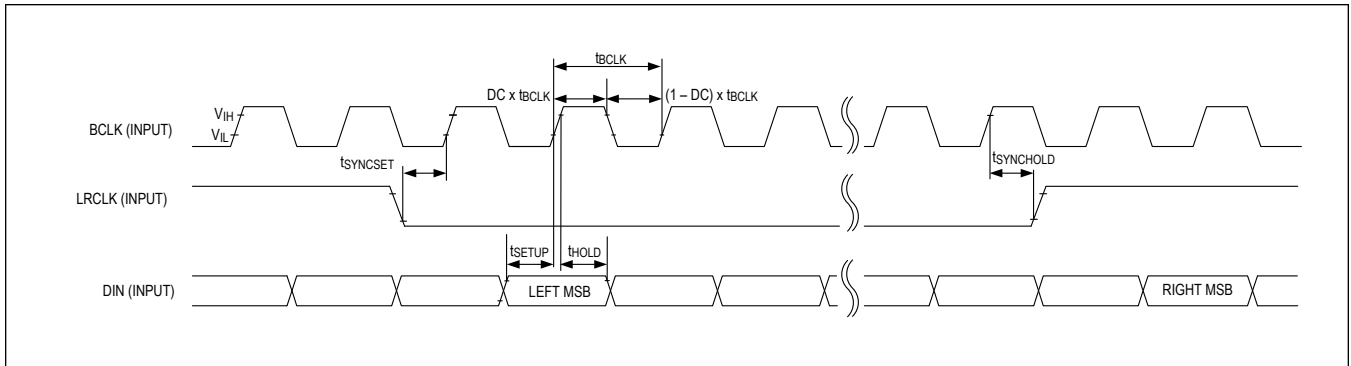 tBCLK
DC x tBCLK
(1 – DC) x tBCLK
VIH
VIL
BCLK (INPUT)
tSYNCSET
tSYNCHOLD
LRCLK (INPUT)
tSETUP
tHOLD
DIN (INPUT)
LEFT MSB
RIGHT MSB